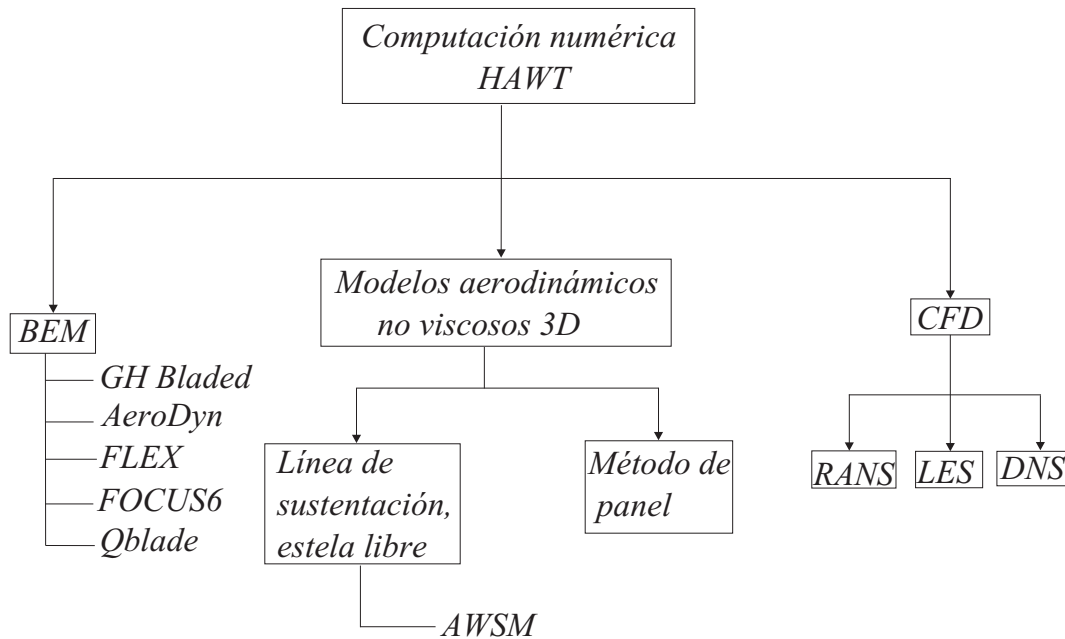 Computación numérica
HAWT
BEM
GH Bladed
AeroDyn
FLEX
FOCUS6
Qblade
Modelos aerodinámicos
no viscosos 3D
Línea de
sustentación,
estela libre
AWSM
Método de
panel
CFD
RANS
LES
DNS